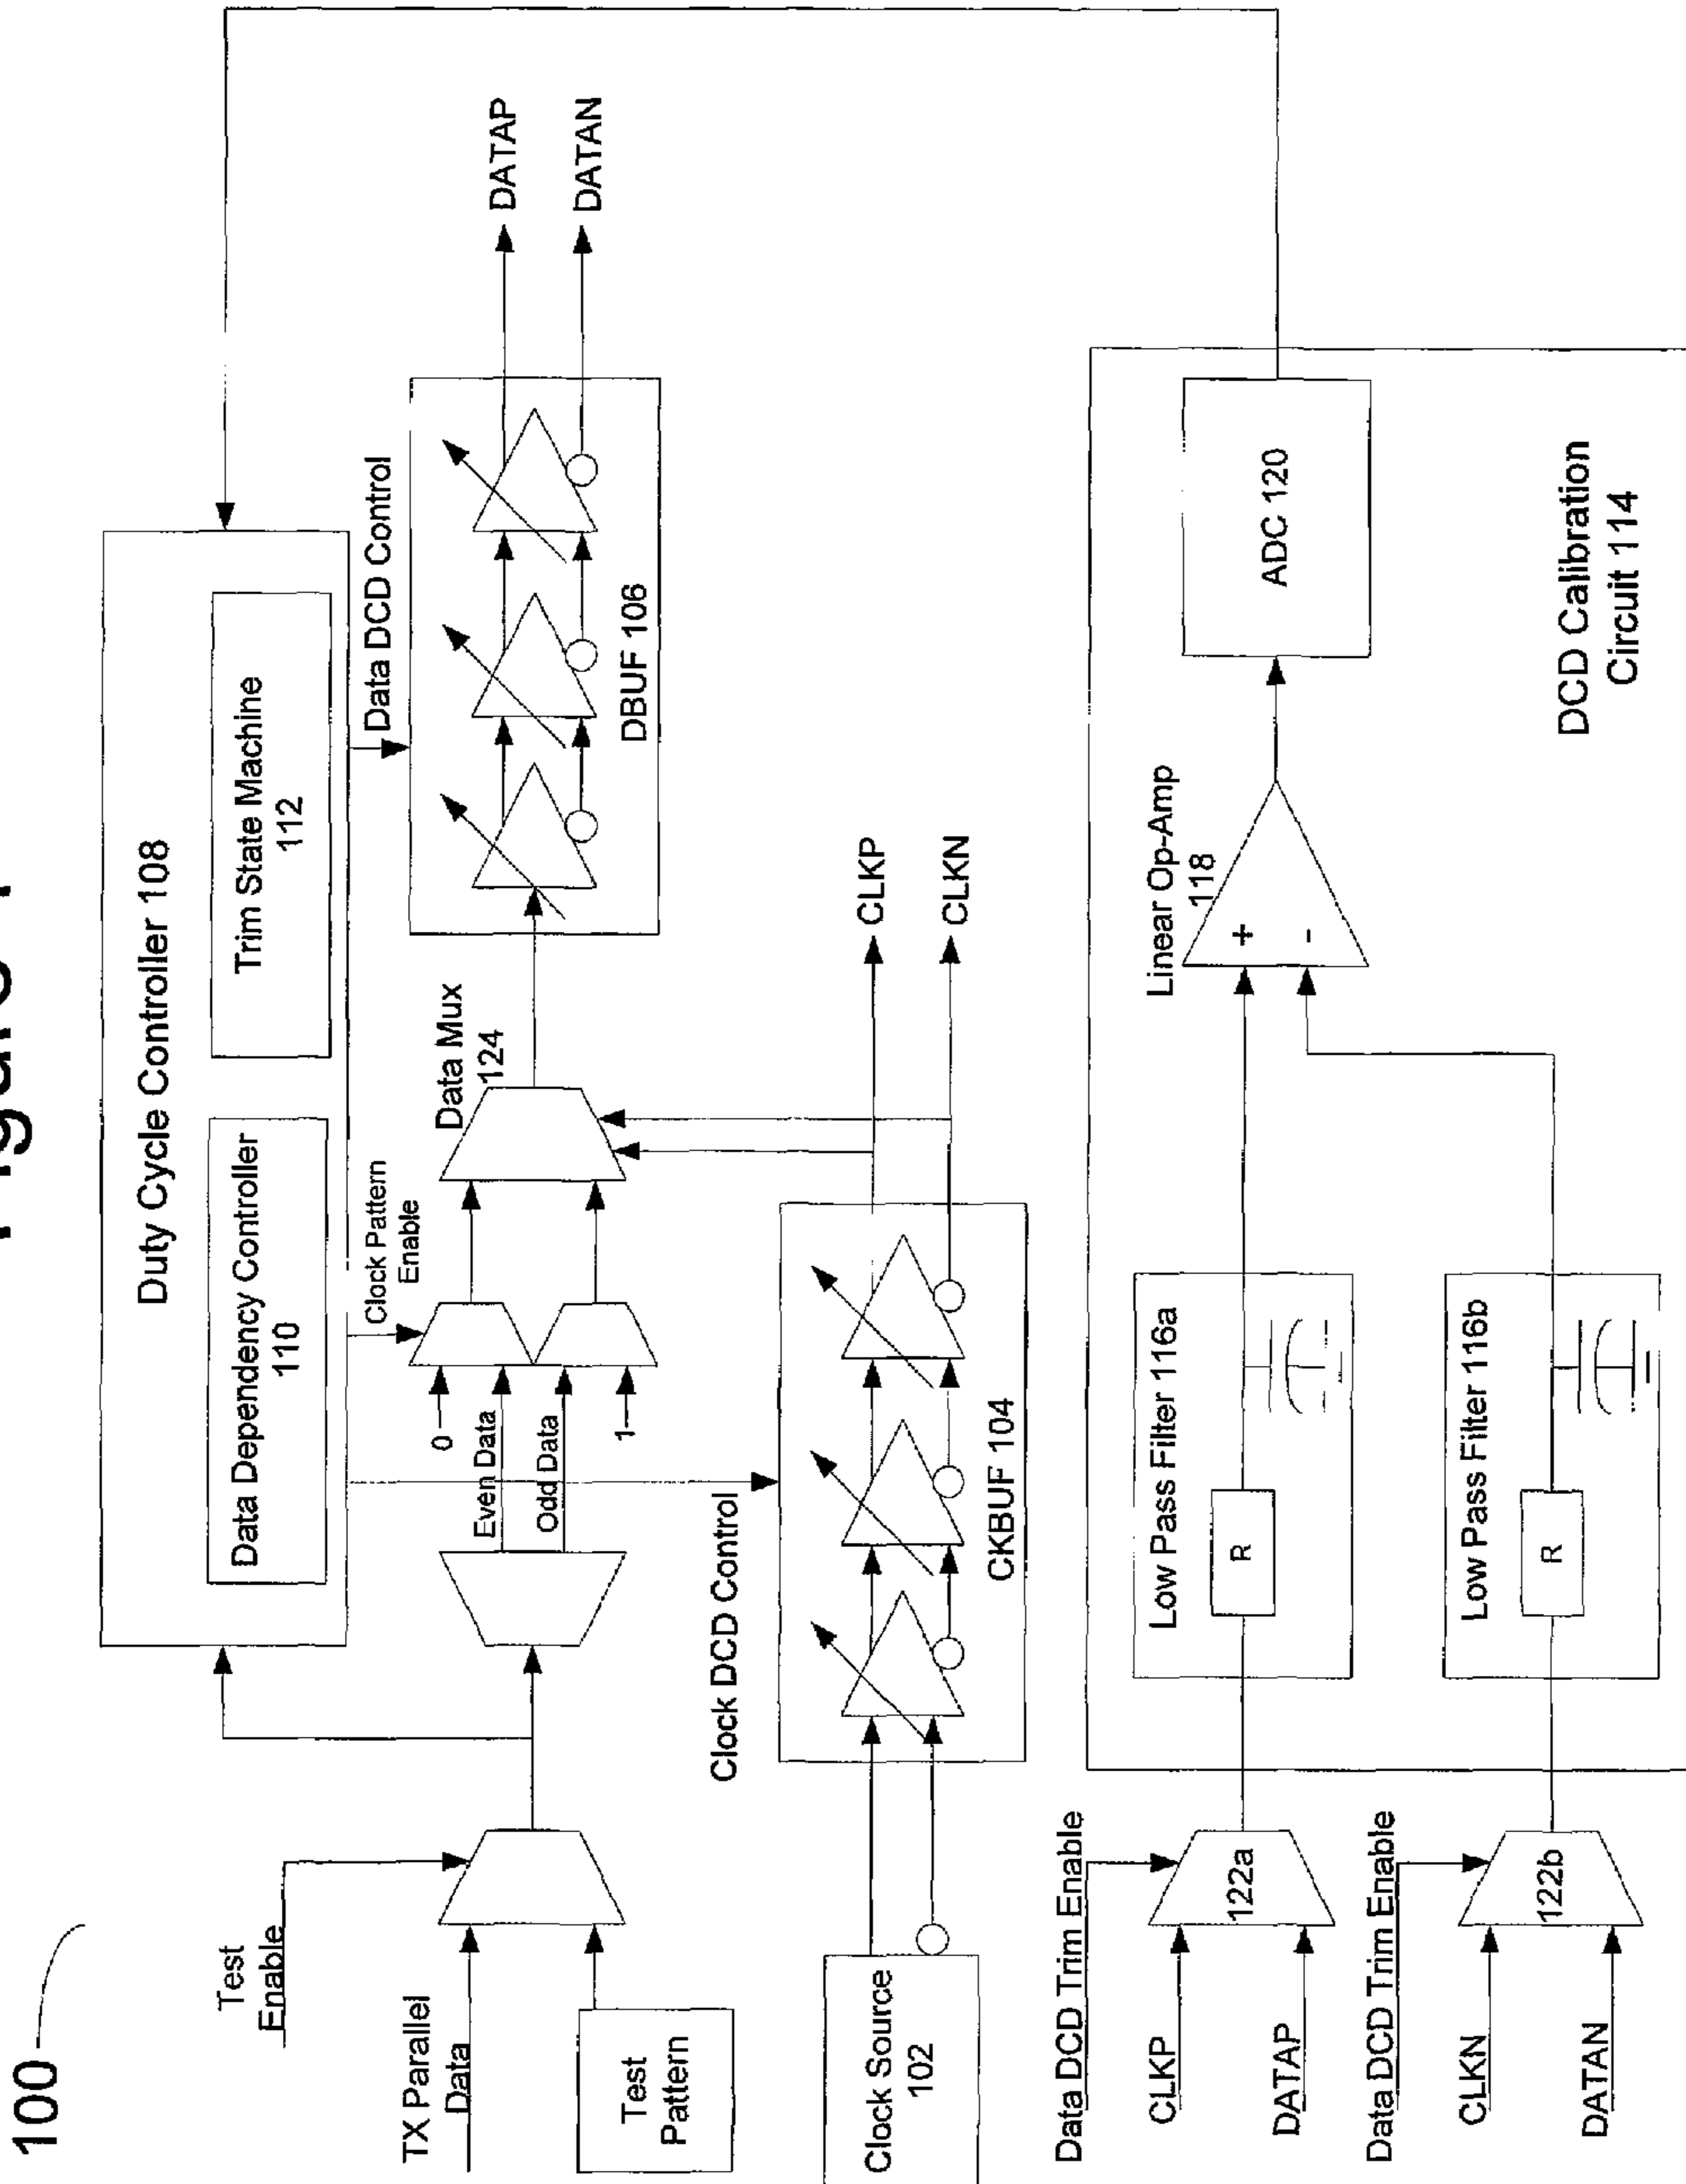 Figure 1
100
Duty Cycle Controller 108
Data Dependency Controller
110
Trim State Machine
112
Test
Enable
TX Parallel
Data
Test
Pattern
Even Data
Odd Data
0
1
Clock Pattern
Enable
Data Mux
124
Data DCD Control
DBUF 106
DATAP
DATAN
Clock DCD Control
Clock Source
102
CKBUF 104
CLKP
CLKN
Data DCD Trim Enable
CLKP
DATAP
122a
Data DCD Trim Enable
CLKN
DATAN
122b
Low Pass Filter 116a
R
Low Pass Filter 116b
R
Linear Op-Amp
118
+
-
ADC 120
DCD Calibration
Circuit 114